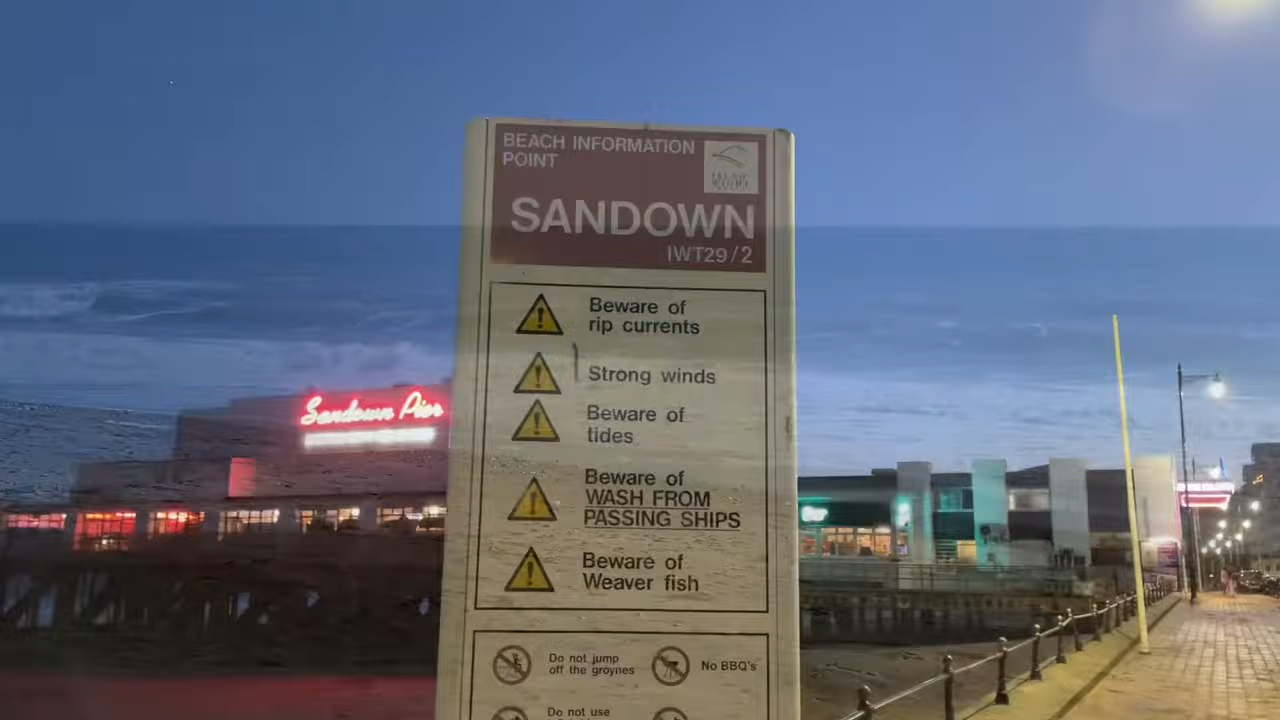 BEACH INFORMATION
POINT
SANDOWN
IWT29/2
Beware of
rip currents
Strong winds
Beware of
tides
Beware of
WASH FROM
PASSING SHIPS
Beware of
Weaver fish
Do not jump
off the groynes
No BBQ's
Do not use
Sandown Pier